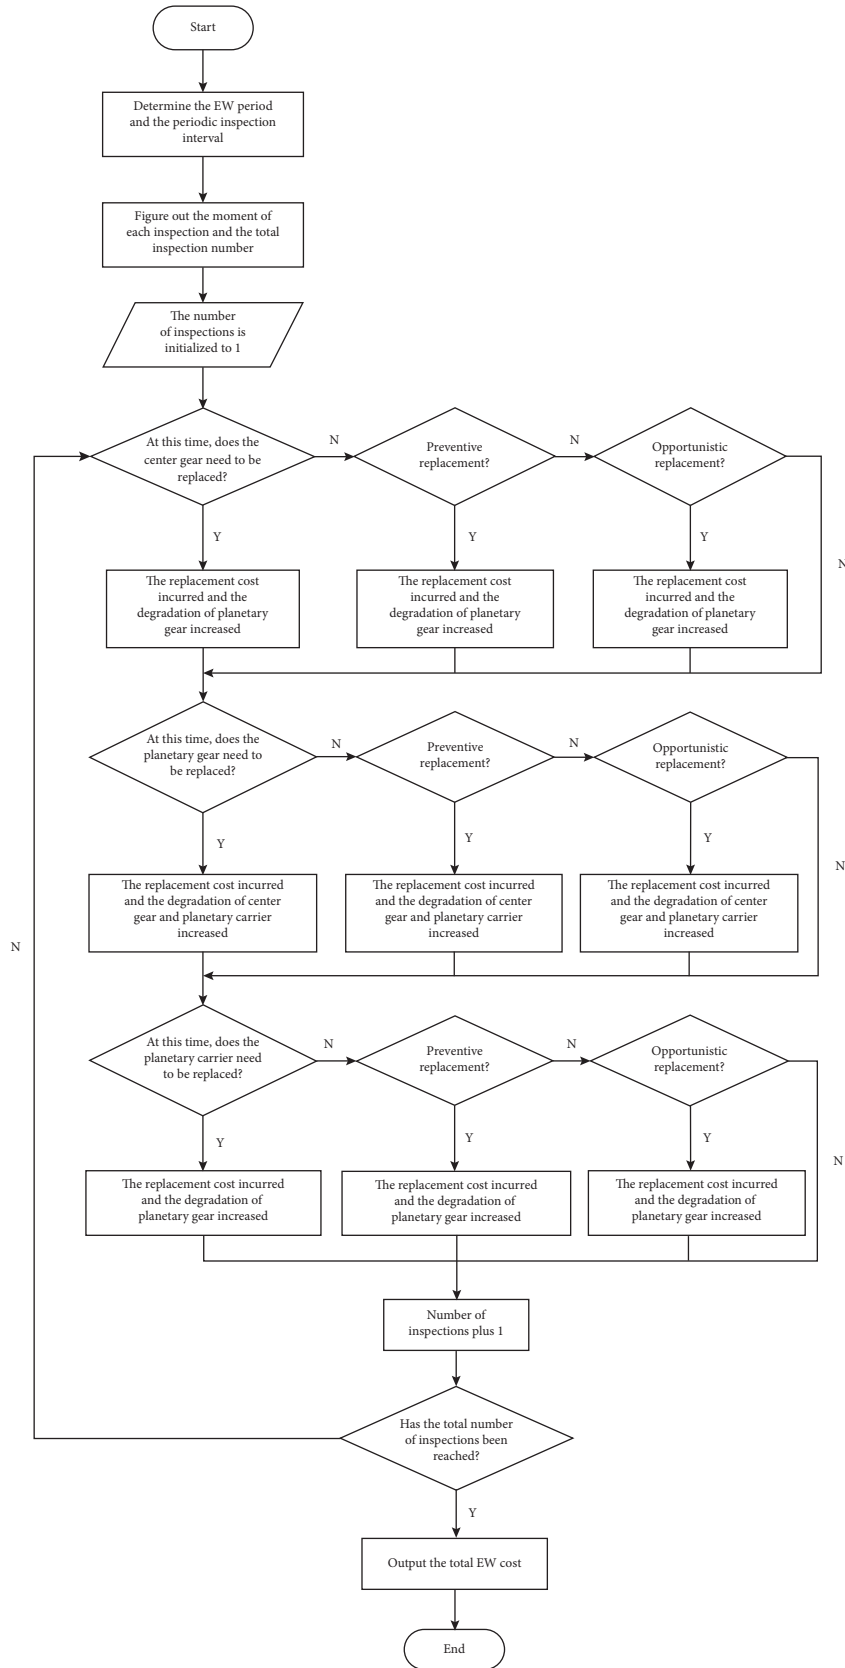 Start
Determine the EW period
and the periodic inspection
interval
Figure out the moment of
each inspection and the total
inspection number
The number
of inspections is
initialized to 1
At this time, does the
center gear need to be
replaced?
N
Preventive
replacement?
N
Opportunistic
replacement?
Y
Y
Y
N
The replacement cost
incurred and the
degradation of planetary
gear increased
The replacement cost
incurred and the
degradation of planetary
gear increased
The replacement cost
incurred and the
degradation of planetary
gear increased
At this time, does the
planetary gear need to
be replaced?
N
Preventive
replacement?
N
Opportunistic
replacement?
Y
Y
Y
N
The replacement cost incurred
and the degradation of center
gear and planetary carrier
increased
The replacement cost incurred
and the degradation of center
gear and planetary carrier
increased
The replacement cost incurred
and the degradation of center
gear and planetary carrier
increased
N
At this time, does the
planetary carrier need
to be replaced?
N
Preventive
replacement?
N
Opportunistic
replacement?
Y
Y
Y
N
The replacement cost incurred
and the degradation of
planetary gear increased
The replacement cost incurred
and the degradation of
planetary gear increased
The replacement cost incurred
and the degradation of
planetary gear increased
Number of
inspections plus 1
Has the total number
of inspections been
reached?
Y
Output the total EW cost
End